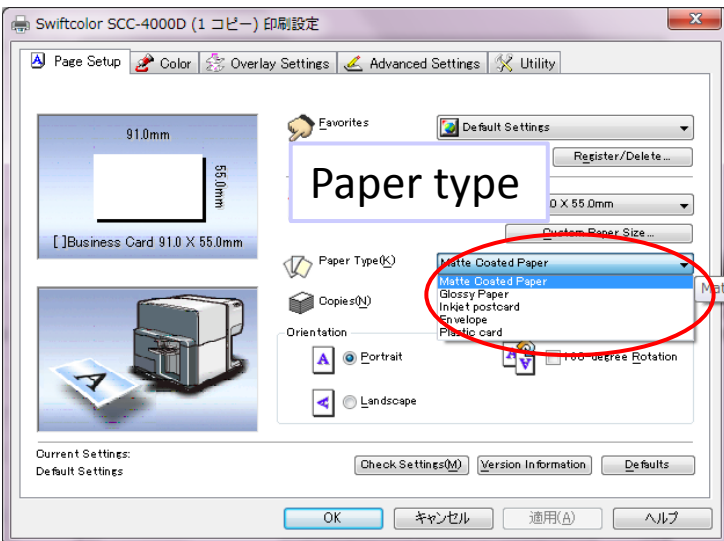 Swiftcolor SCC-4000D (1 コピー) 印刷設定
Page Setup
Color
Overlay Settings
Advanced Settings
Utility
91.0mm
55.0mm
[ ]Business Card 91.0 X 55.0mm
Favorites
Default Settings
Register/Delete...
Paper type
0 X 55.0mm
Custom Paper Size...
Paper Type(K)
Matte Coated Paper
Matte Coated Paper
Glossy Paper
Inkjet postcard
Envelope
Plastic card
Mat
Copies(N)
Orientation
A
Portrait
180-degree Rotation
A
Landscape
Current Settings:
Default Settings
Check Settings(M)
Version Information
Defaults
OK
キャンセル
適用(A)
ヘルプ